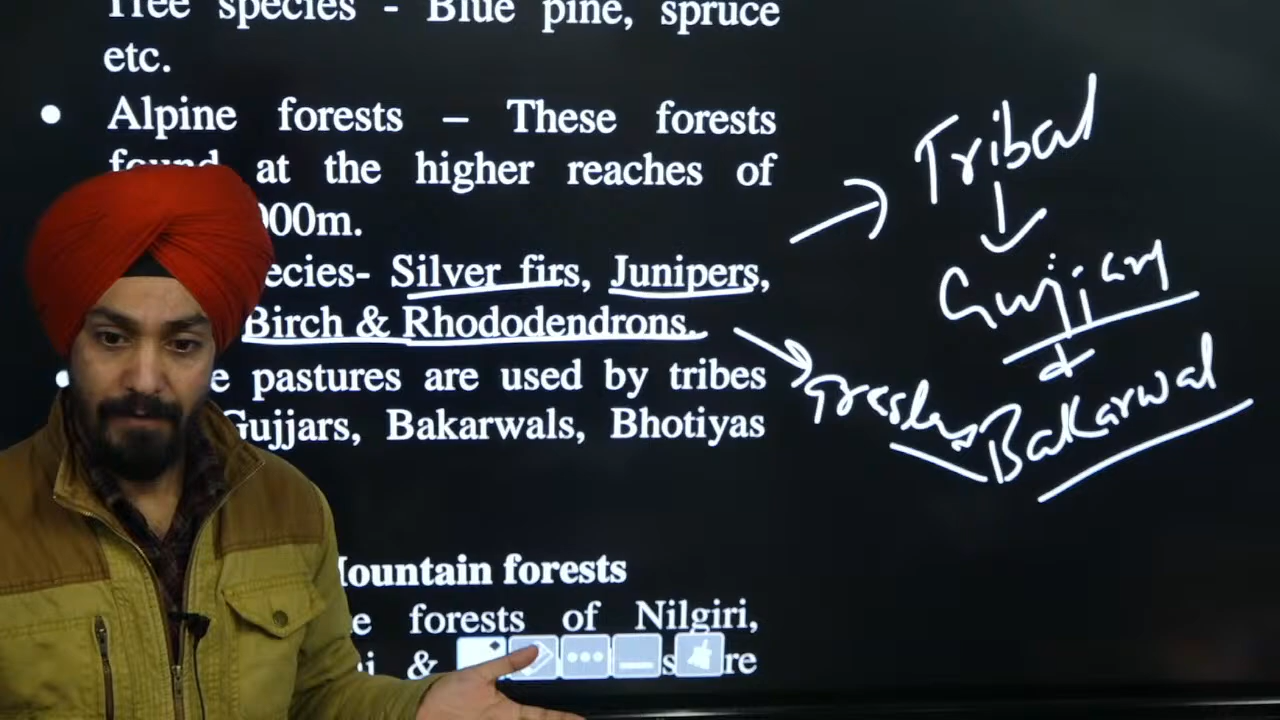 Tree species - Blue pine, spruce
etc.
Alpine forests – These forests
found at the higher reaches of
000m.
ecies- Silver firs, Junipers,
Birch & Rhododendrons.
e pastures are used by tribes
Gujjars, Bakarwals, Bhotiyas
Mountain forests
e forests of Nilgiri,
i &
re
Tribal
Gujjar
Bakarwal